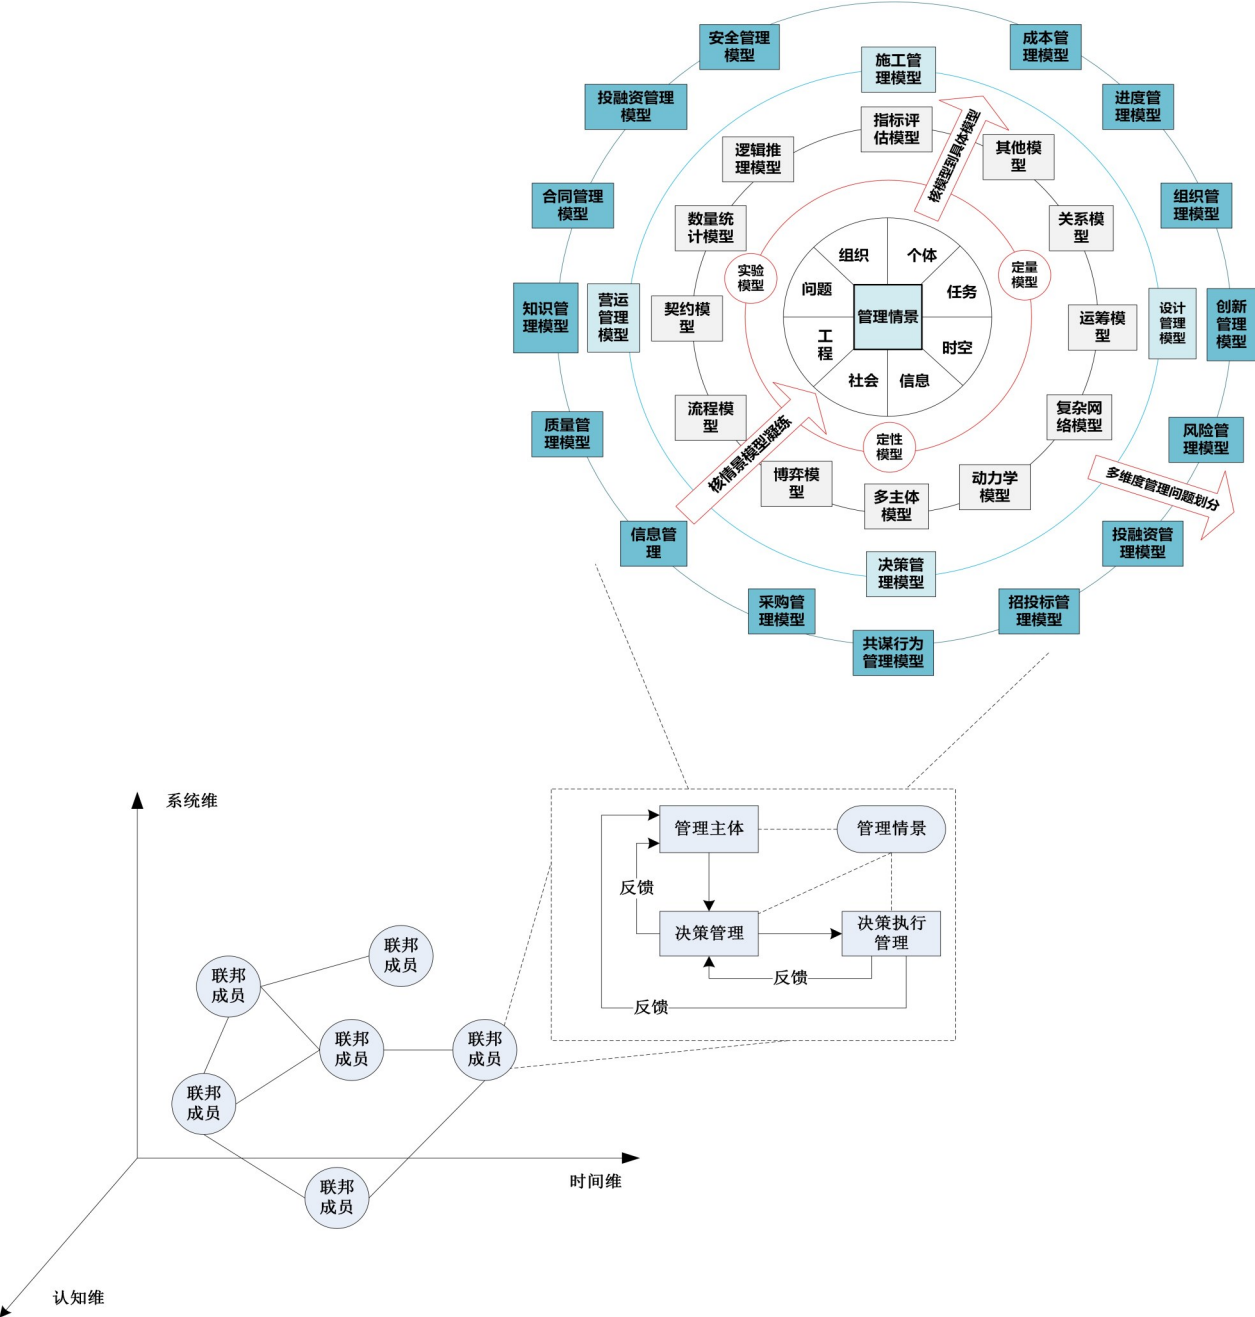 安全管理
模型
成本管
理模型
施工管
理模型
投融资管理
模型
进度管
理模型
指标评
估模型
核模型到具体模型
其他模
型
逻辑推
理模型
合同管理
模型
组织管
理模型
数量统
计模型
关系模
型
组织
个体
实验
模型
定量
模型
问题
任务
知识管
理模型
营运
管理
模型
契约模
型
管理情景
运筹模
型
设计
管理
模型
创新
管理
模型
工
程
时空
社会
信息
流程模
型
复杂网
络模型
质量管
理模型
风险管
理模型
核情景模型凝练
定性
模型
多维度管理问题划分
博弈模
型
多主体
模型
动力学
模型
信息管
理
投融资管
理模型
决策管
理模型
采购管
理模型
招投标管
理模型
共谋行为
管理模型
系统维
管理主体
管理情景
反馈
决策管理
决策执行
管理
反馈
反馈
联邦
成员
联邦
成员
联邦
成员
联邦
成员
联邦
成员
联邦
成员
时间维
认知维